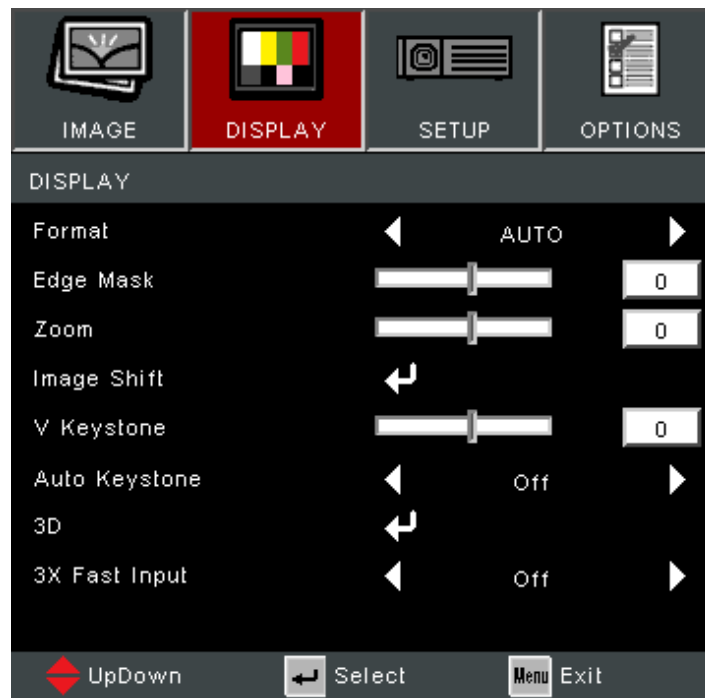 IMAGE DISPLAY SETUP OPTIONS
DISPLAY
Format AUTO
Edge Mask 0
Zoom 0
Image Shift
V Keystone 0
Auto Keystone Off
3D
3X Fast Input Off
UpDown Select Menu Exit